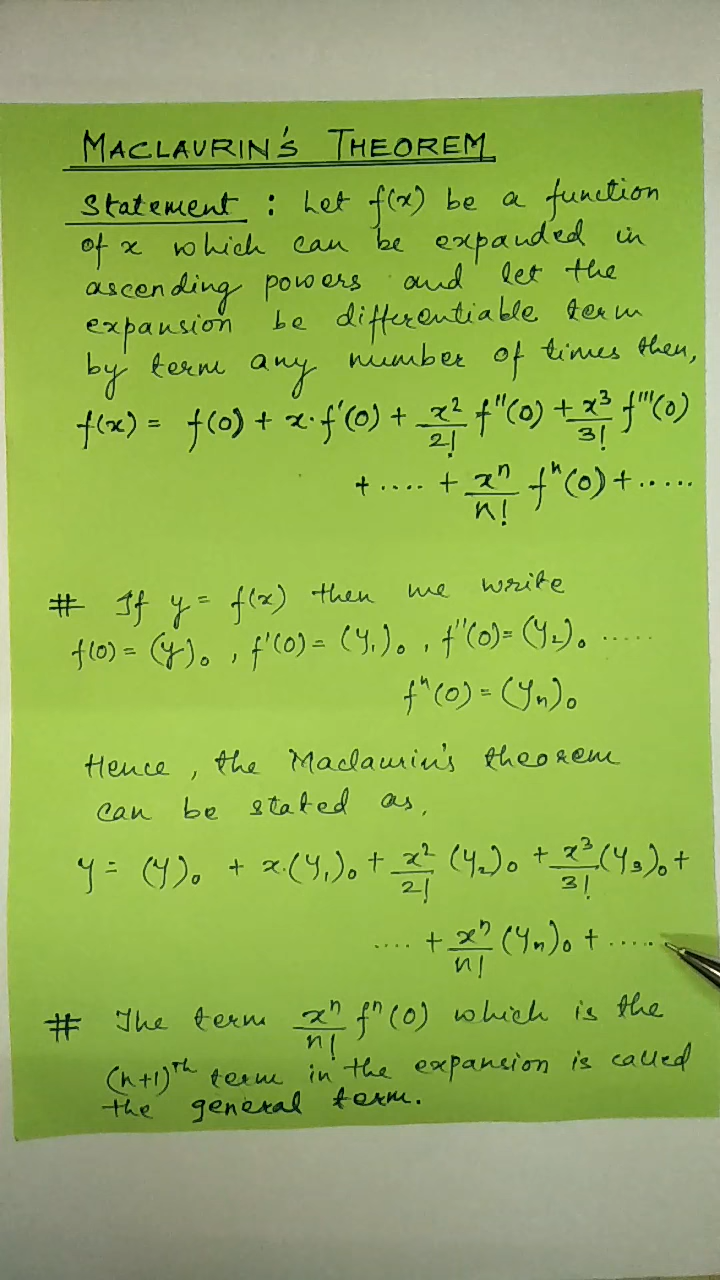 MACLAURIN'S THEOREM
Statement : Let f(x) be a function
of x which can be expanded in
ascending powers and let the
expansion be differentiable term
by term any number of times then,
f(x) = f(0) + x·f'(0) + x²/2! f''(0) + x³/3! f'''(0)
+ .... + xⁿ/n! fⁿ(0) + .....
# If y = f(x) then we write
f(0) = (y)₀ , f'(0) = (y₁)₀ , f''(0) = (y₂)₀ .....
fⁿ(0) = (yₙ)₀
Hence , the Maclaurin's theorem
can be stated as,
y = (y)₀ + x·(y₁)₀ + x²/2! (y₂)₀ + x³/3! (y₃)₀ +
.... + xⁿ/n! (yₙ)₀ + .....
# The term xⁿ/n! fⁿ(0) which is the
(n+1)ᵀʰ term in the expansion is called
the general term.